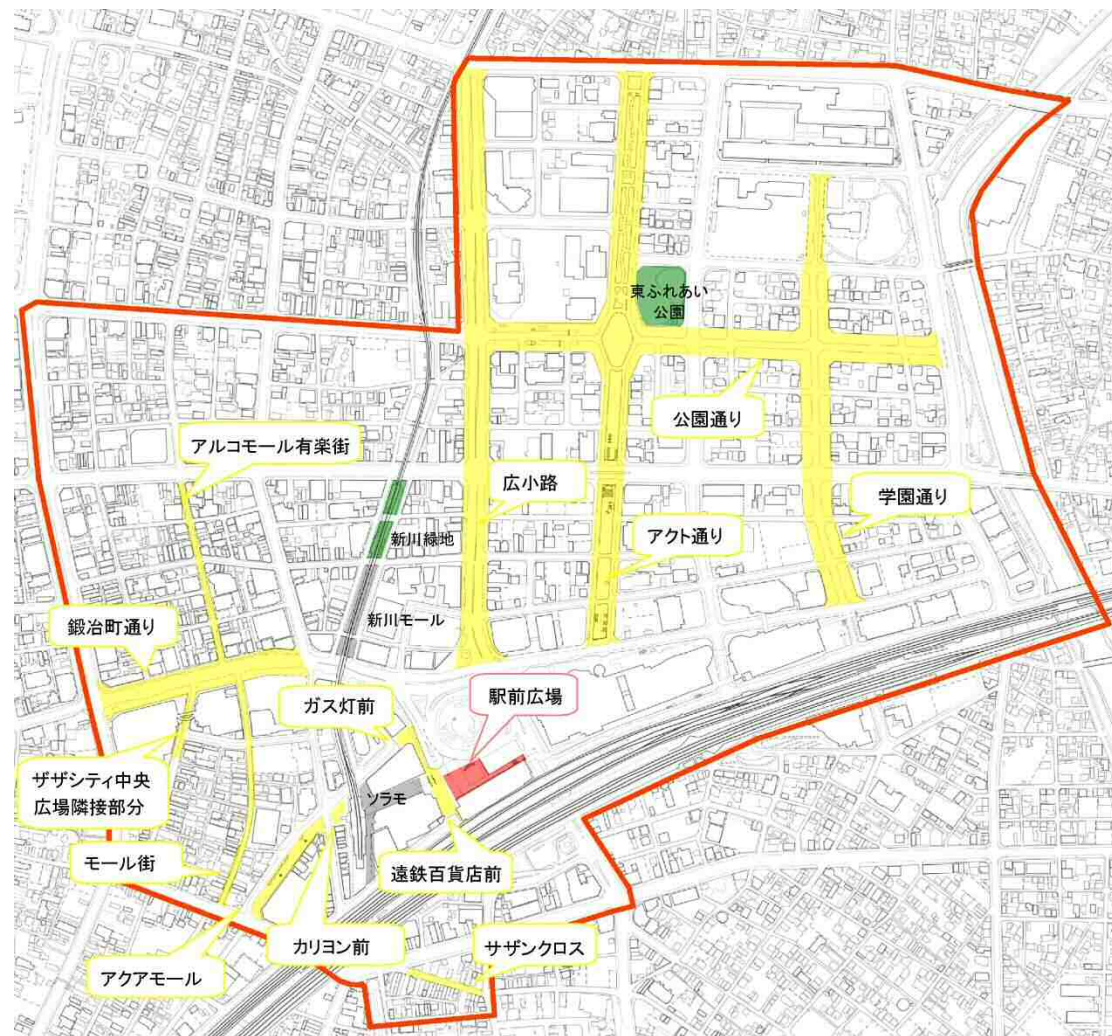 東ふれあい
公園
公園通り
アルコモール有楽街
広小路
学園通り
新川緑地
アクト通り
新川モール
鍛冶町通り
ガス灯前
駅前広場
ザザシティ中央
広場隣接部分
ソラモ
モール街
遠鉄百貨店前
カリヨン前
サザンクロス
アクアモール